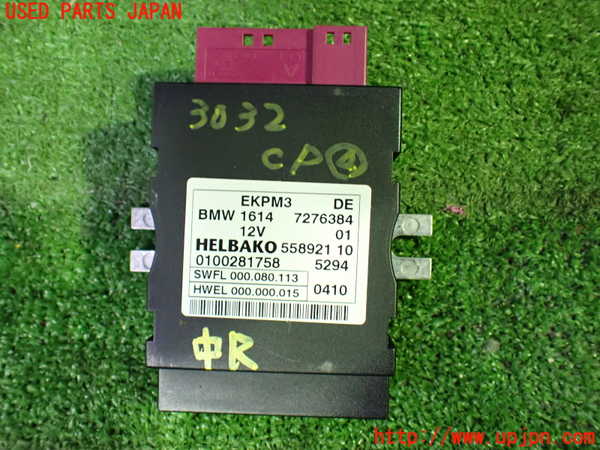 USED PARTS JAPAN
3032
CP④
EKPM3 DE
BMW 1614 7276384
12V 01
HELBAKO 558921 10
0100281758 5294
SWFL 000.080.113
HWEL 000.000.015 0410
中R
http://www.upjpn.com